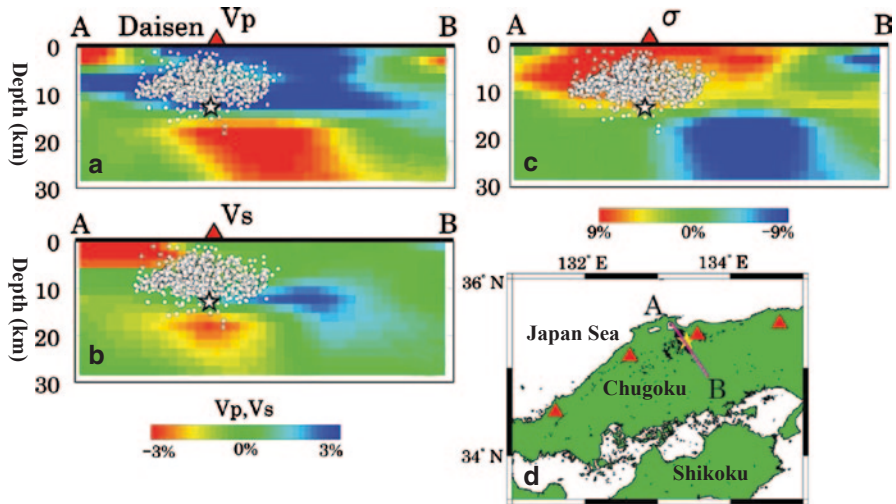 A Daisen Vp B
0
10
20
30
Depth (km)
a
A σ B
0
10
20
30
c
9% 0% -9%
A Vs B
0
10
20
30
Depth (km)
b
Vp,Vs
-3% 0% 3%
132° E 134° E
36° N
34° N
A
B
Japan Sea
Chugoku
Shikoku
d